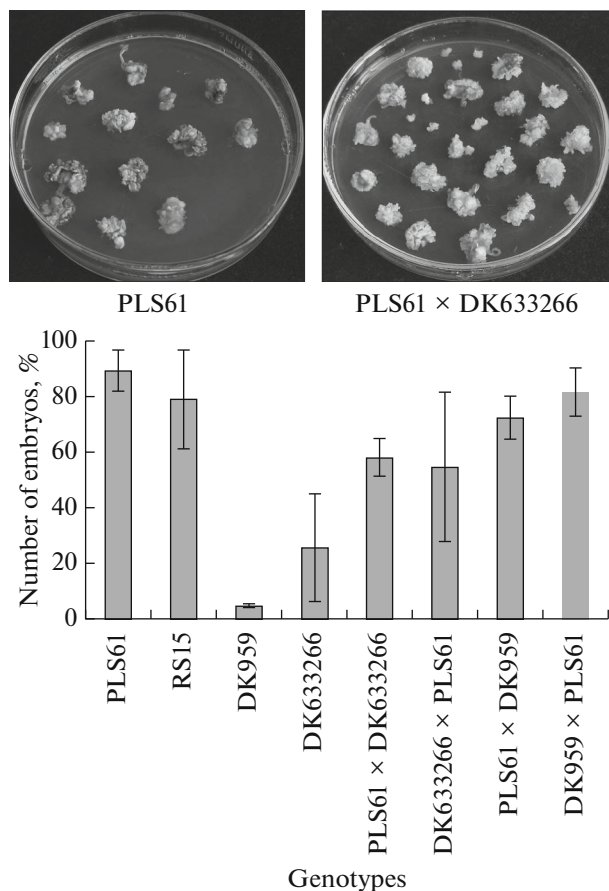 PLS61
PLS61 × DK633266
Number of embryos, %
100
80
60
40
20
0
PLS61
RS15
DK959
DK633266
PLS61 × DK633266
DK633266 × PLS61
PLS61 × DK959
DK959 × PLS61
Genotypes